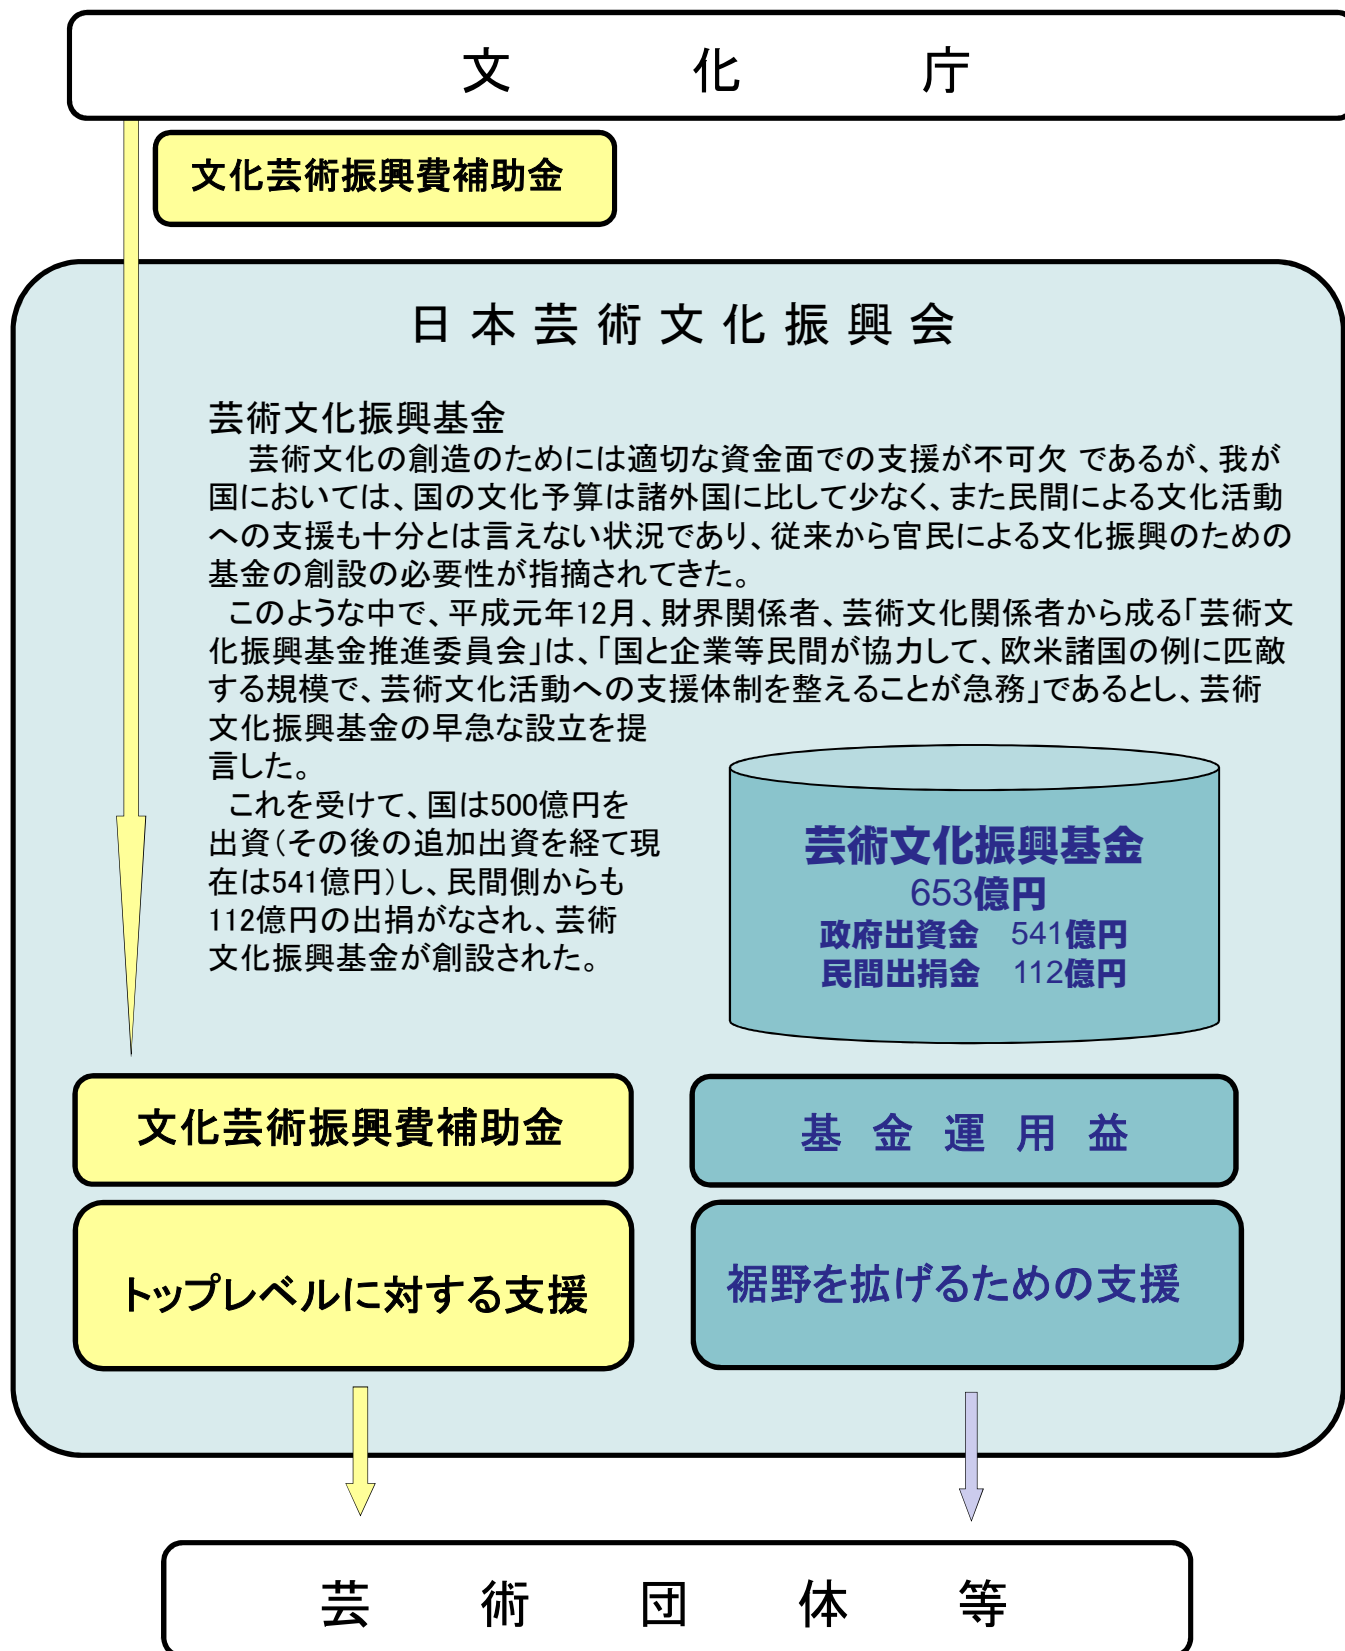 文化庁
文化芸術振興費補助金
日本芸術文化振興会
芸術文化振興基金
芸術文化の創造のためには適切な資金面での支援が不可欠 であるが、我が
国においては、国の文化予算は諸外国に比して少なく、また民間による文化活動
への支援も十分とは言えない状況であり、従来から官民による文化振興のための
基金の創設の必要性が指摘されてきた。
このような中で、平成元年12月、財界関係者、芸術文化関係者から成る「芸術文
化振興基金推進委員会」は、「国と企業等民間が協力して、欧米諸国の例に匹敵
する規模で、芸術文化活動への支援体制を整えることが急務」であるとし、芸術
文化振興基金の早急な設立を提
言した。
これを受けて、国は500億円を
出資（その後の追加出資を経て現
在は541億円）し、民間側からも
112億円の出捐がなされ、芸術
文化振興基金が創設された。
芸術文化振興基金
653億円
政府出資金 541億円
民間出捐金 112億円
文化芸術振興費補助金
基金運用益
トップレベルに対する支援
裾野を拡げるための支援
芸術団体等